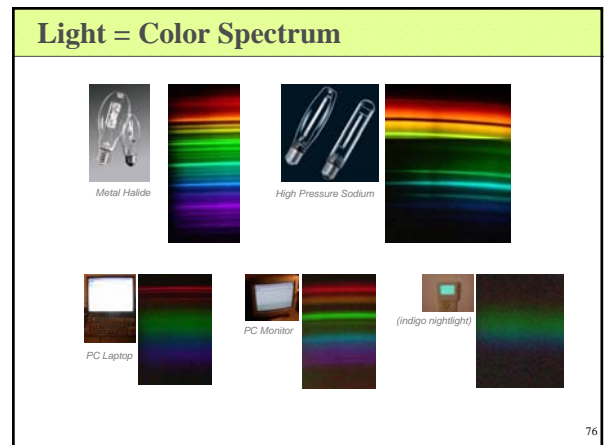 Light = Color Spectrum
Metal Halide
High Pressure Sodium
PC Laptop
PC Monitor
(indigo nightlight)
76